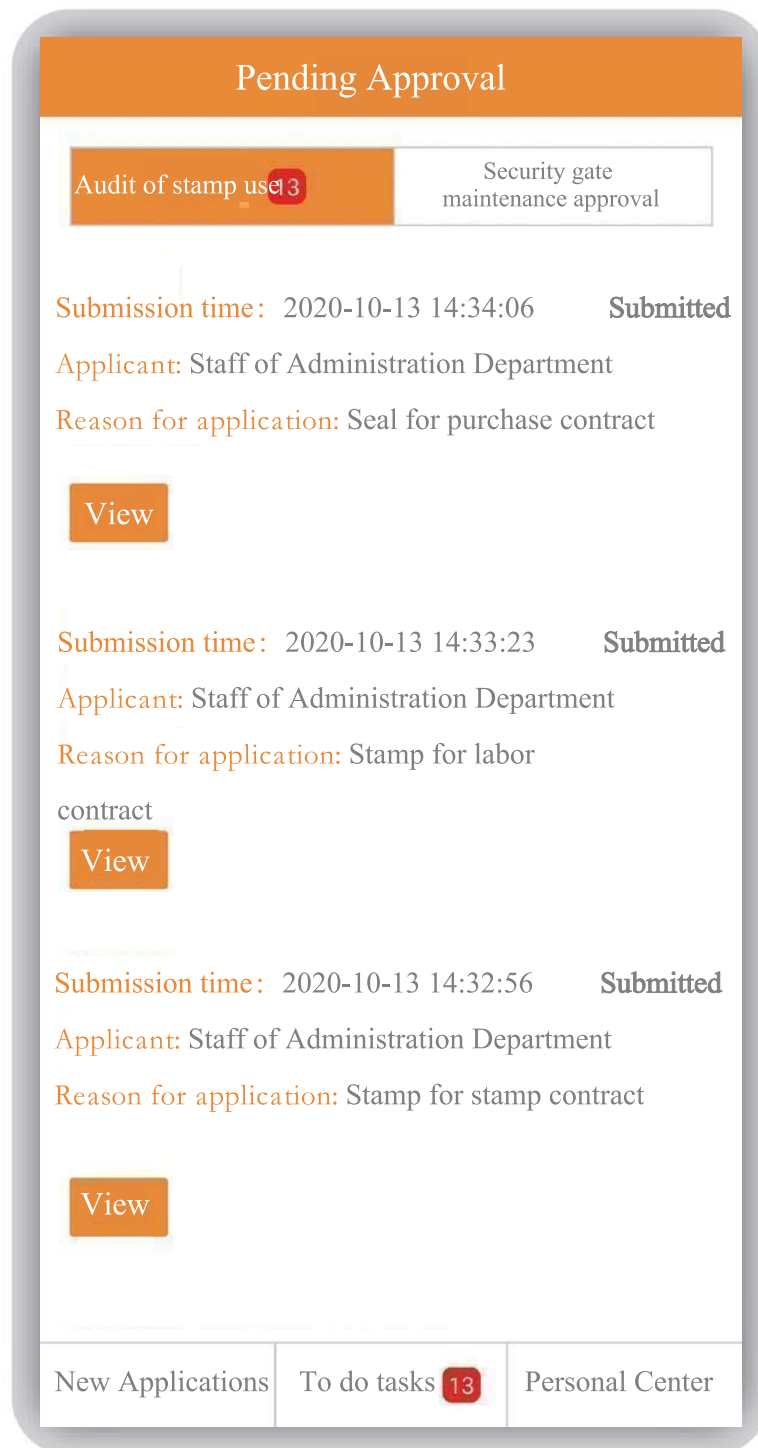 Pending Approval
Audit of stamp use 13
Security gate
maintenance approval
Submission time: 2020-10-13 14:34:06 Submitted
Applicant: Staff of Administration Department
Reason for application: Seal for purchase contract
View
Submission time: 2020-10-13 14:33:23 Submitted
Applicant: Staff of Administration Department
Reason for application: Stamp for labor
contract
View
Submission time: 2020-10-13 14:32:56 Submitted
Applicant: Staff of Administration Department
Reason for application: Stamp for stamp contract
View
New Applications
To do tasks 13
Personal Center